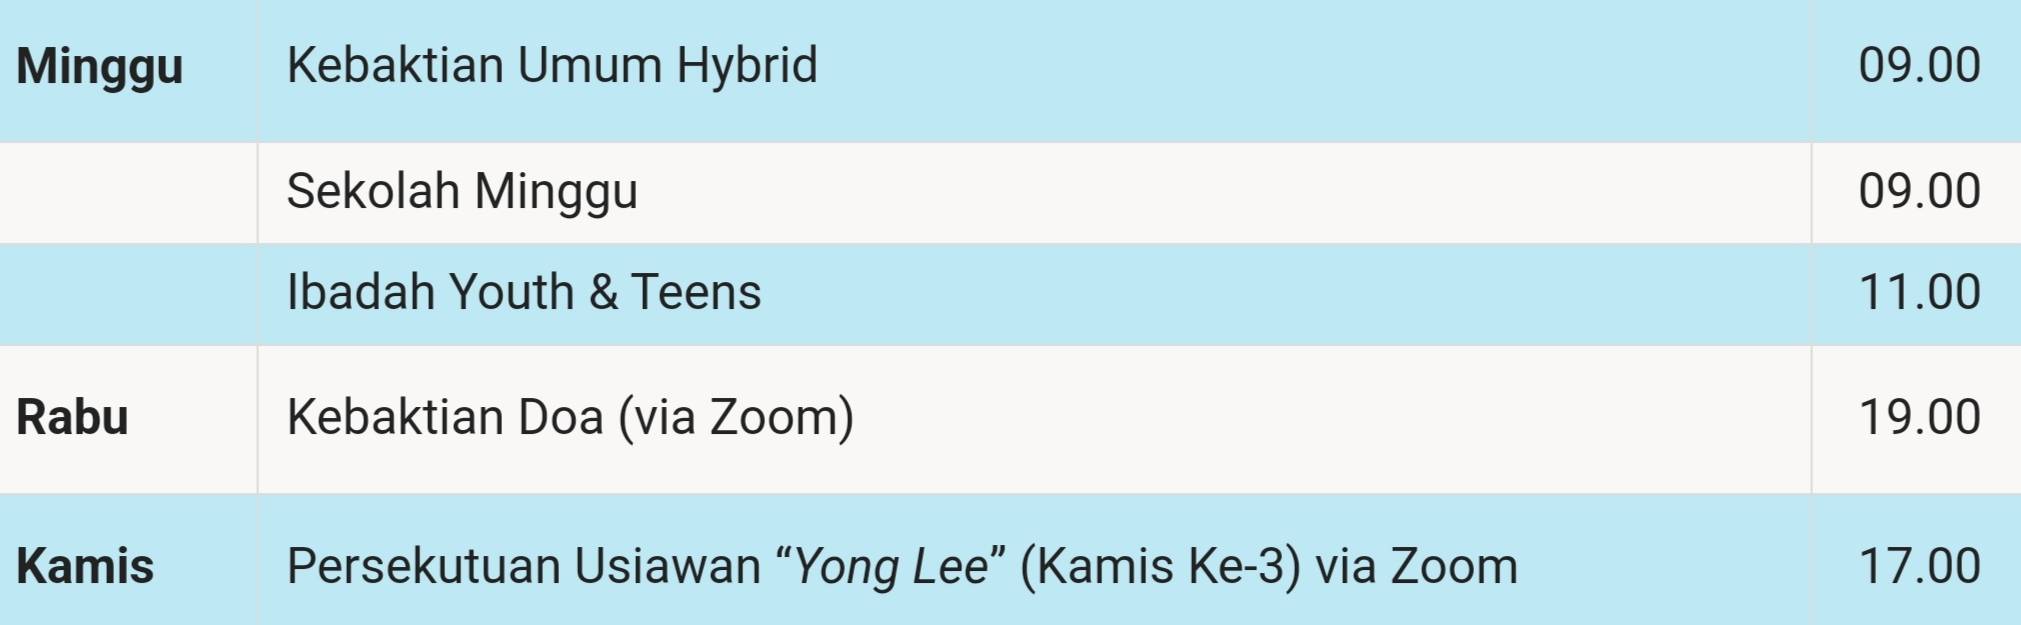 Minggu Kebaktian Umum Hybrid 09.00
Sekolah Minggu 09.00
Ibadah Youth & Teens 11.00
Rabu Kebaktian Doa (via Zoom) 19.00
Kamis Persekutuan Usiawan “Yong Lee” (Kamis Ke-3) via Zoom 17.00